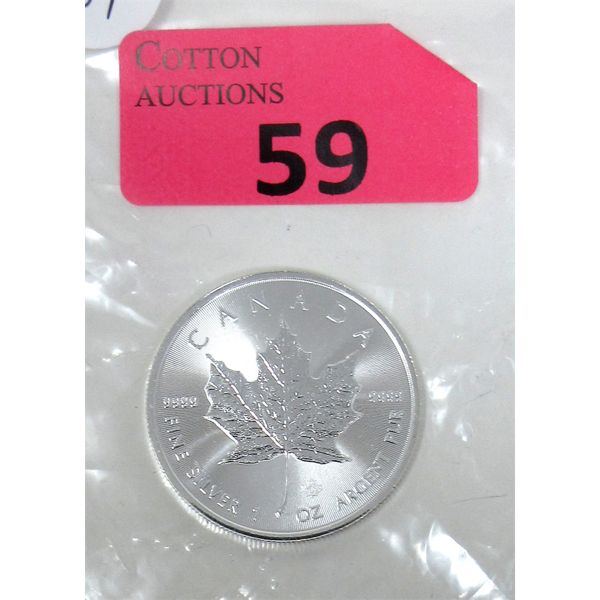 COTTON
AUCTIONS
59
CANADA
9999 9999
FINE SILVER 1 OZ ARGENT PUR